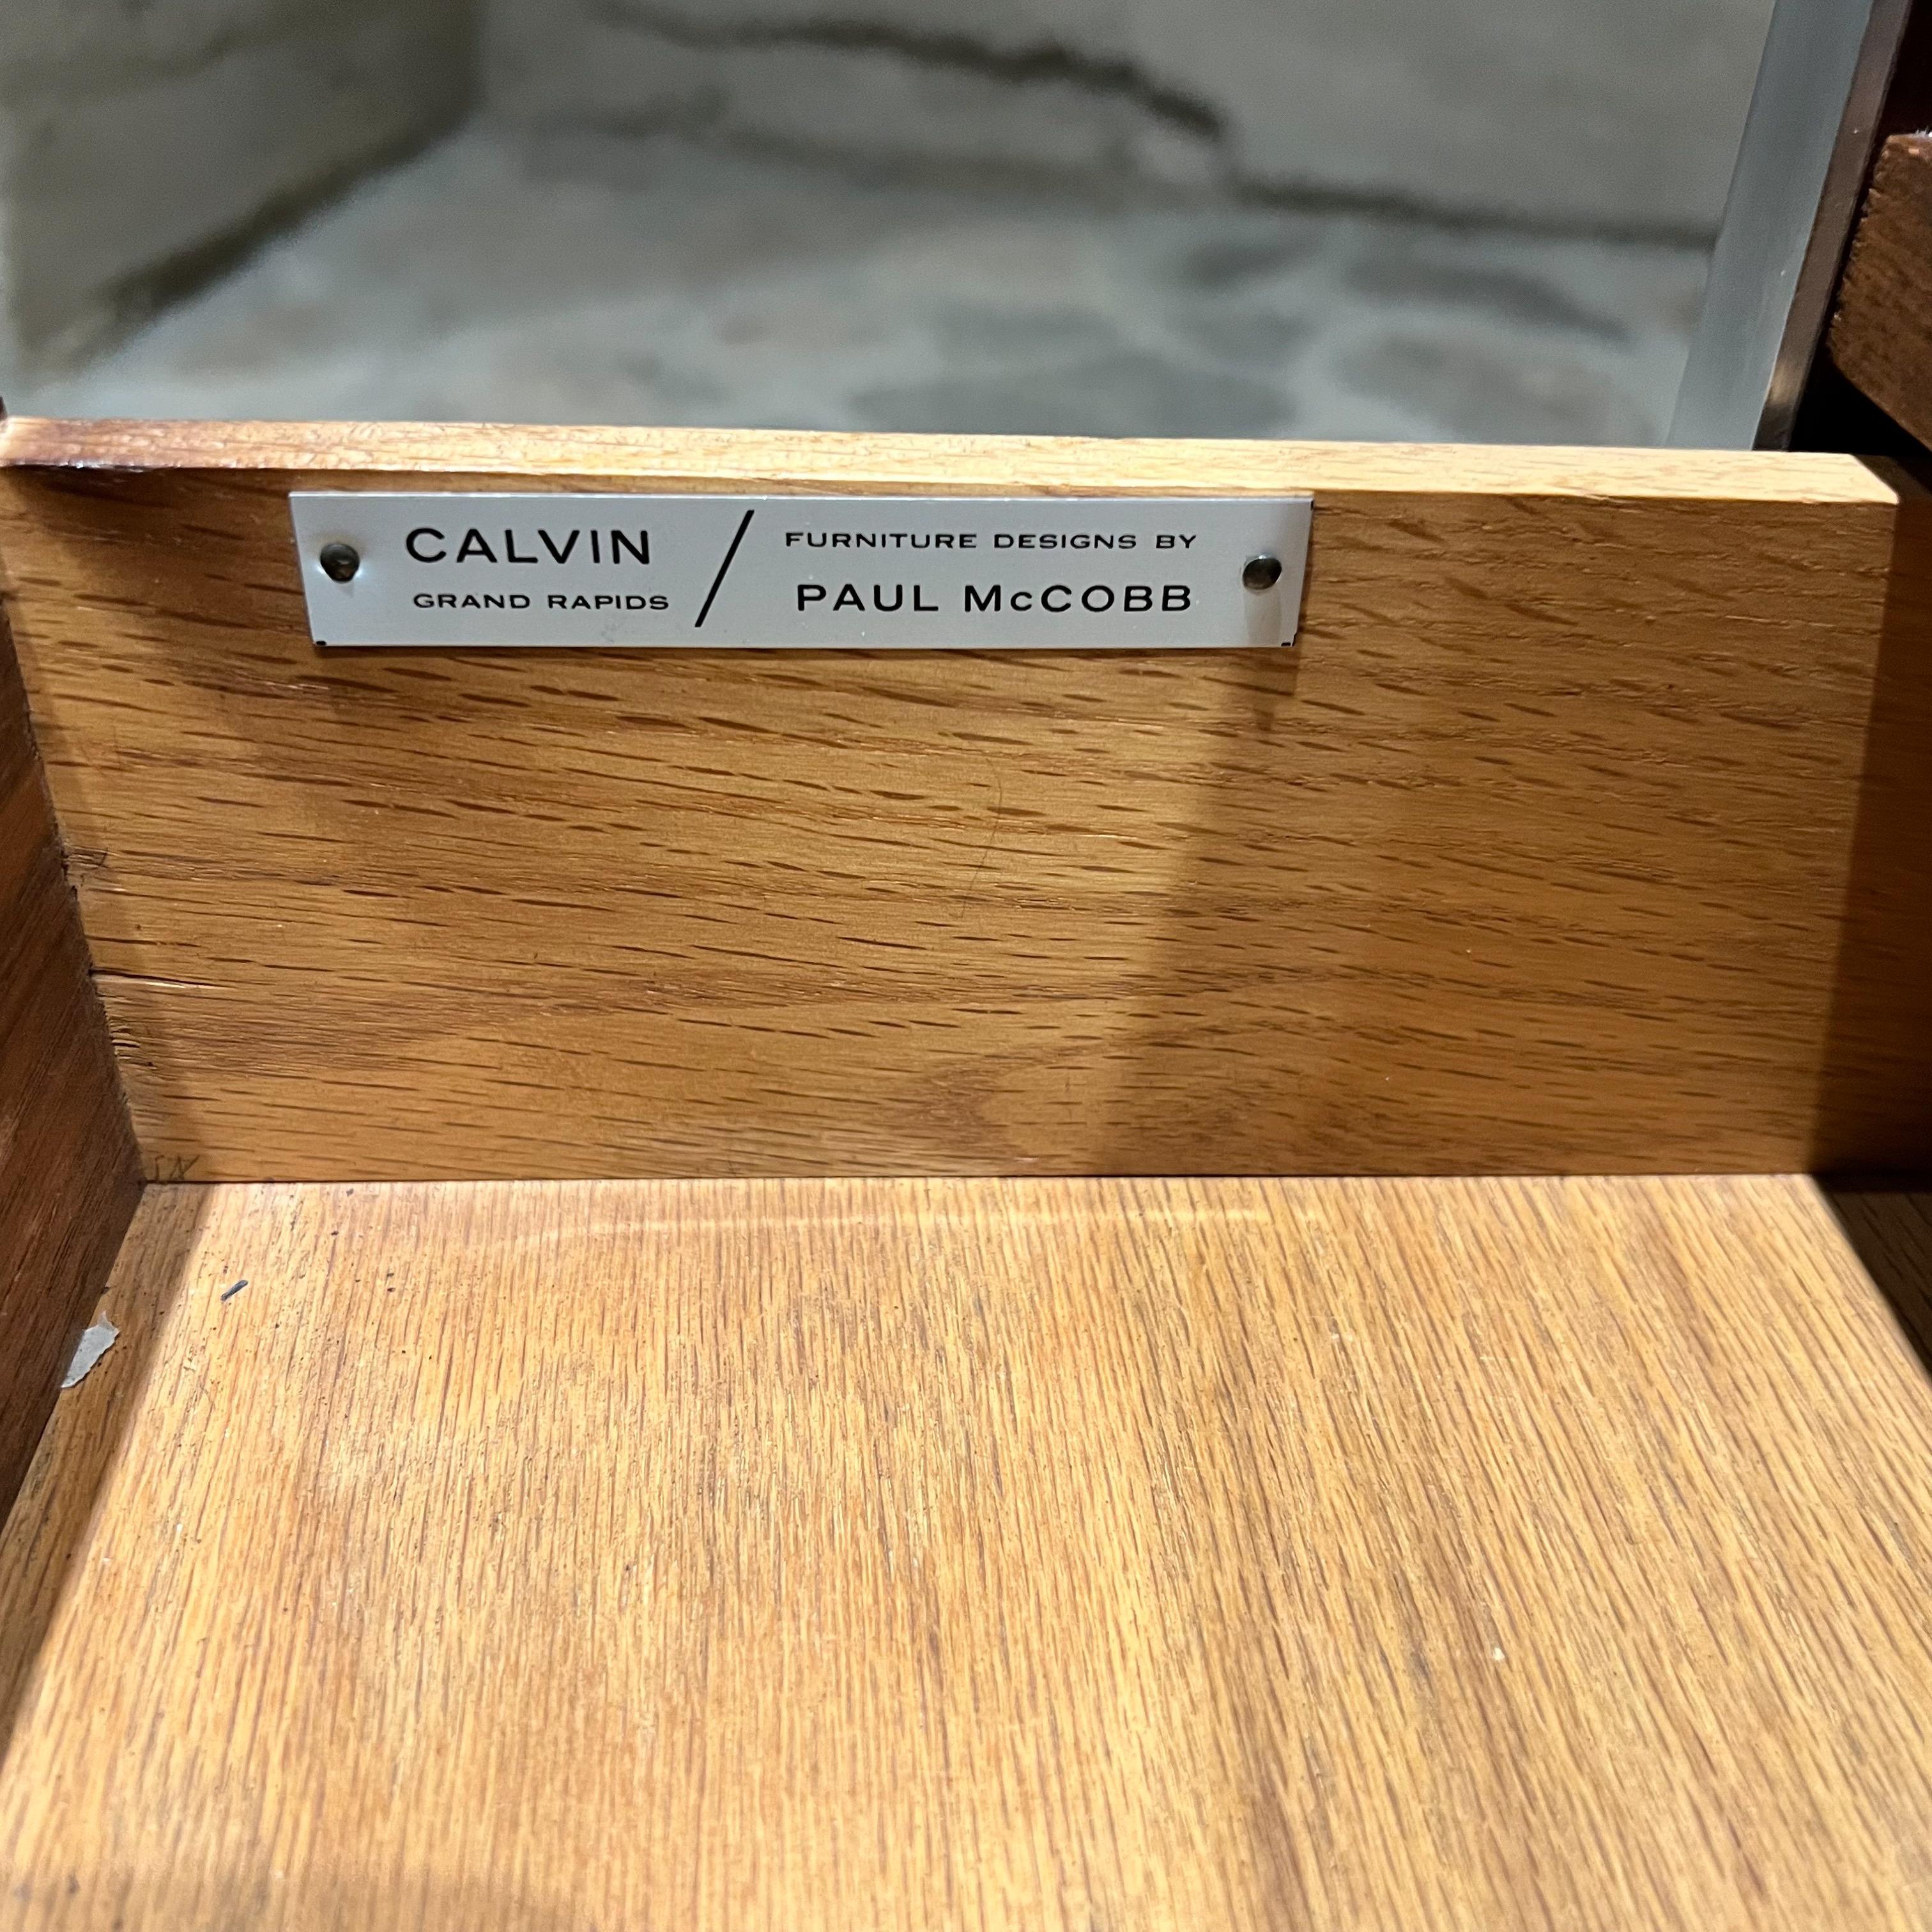 CALVIN
GRAND RAPIDS
/
FURNITURE DESIGNS BY
PAUL McCOBB